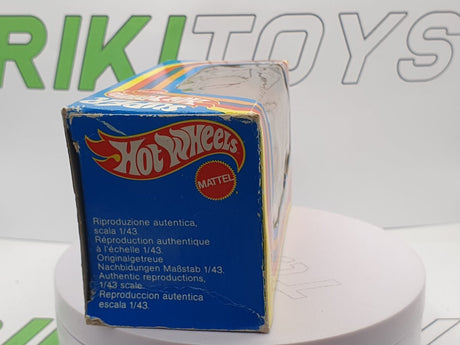 RIKITOYS
HOT WHEELS
MATTEL
Riproduzione autentica,
scala 1/43.
Réproduction authentique
à l'échelle 1/43.
Originalgetreue
Nachbidungen Maßstab 1/43.
Authentic reproductions,
1/43 scale.
Reproduccion autentica
escala 1/43.